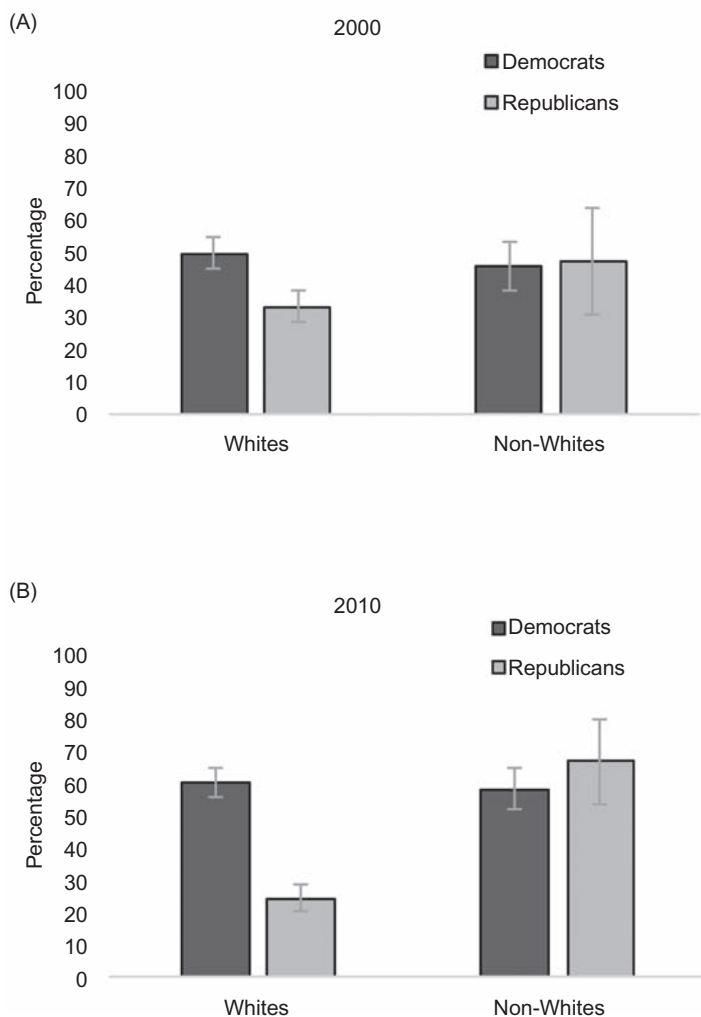 (A)
2000
Democrats
Republicans
100
90
80
70
60
50
40
30
20
10
0
Percentage
Whites
Non-Whites
(B)
2010
Democrats
Republicans
100
90
80
70
60
50
40
30
20
10
0
Percentage
Whites
Non-Whites